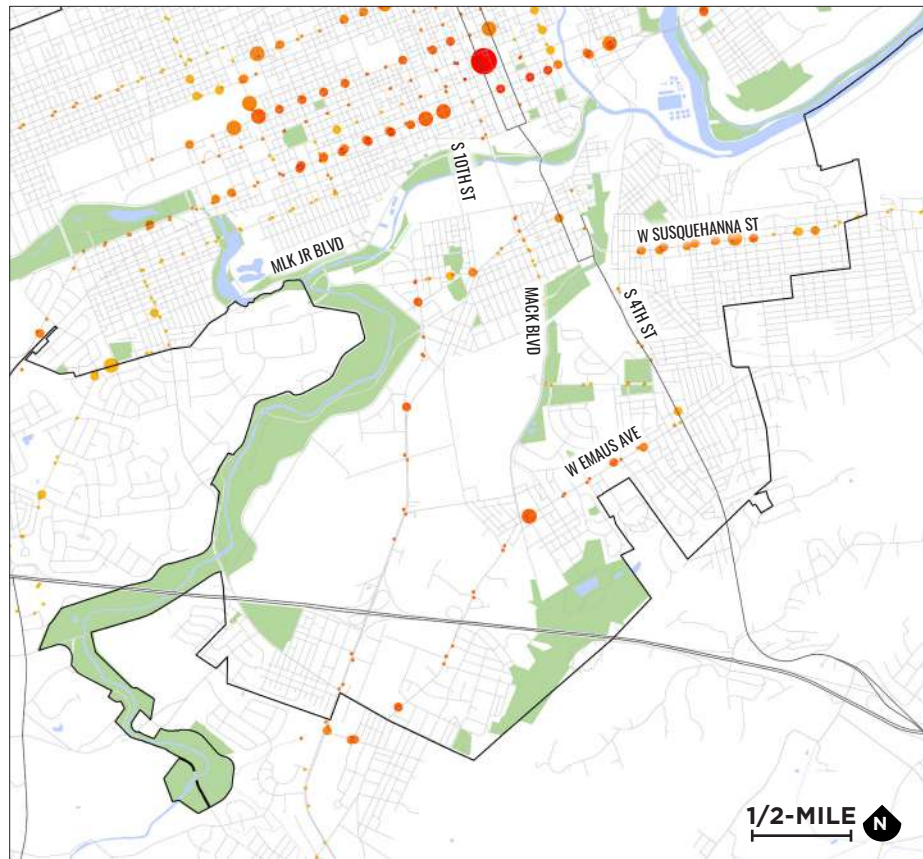 S 10TH ST
W SUSQUEHANNA ST
MLK JR BLVD
MACK BLVD
S 4TH ST
W EMAUS AVE
1/2-MILE
N